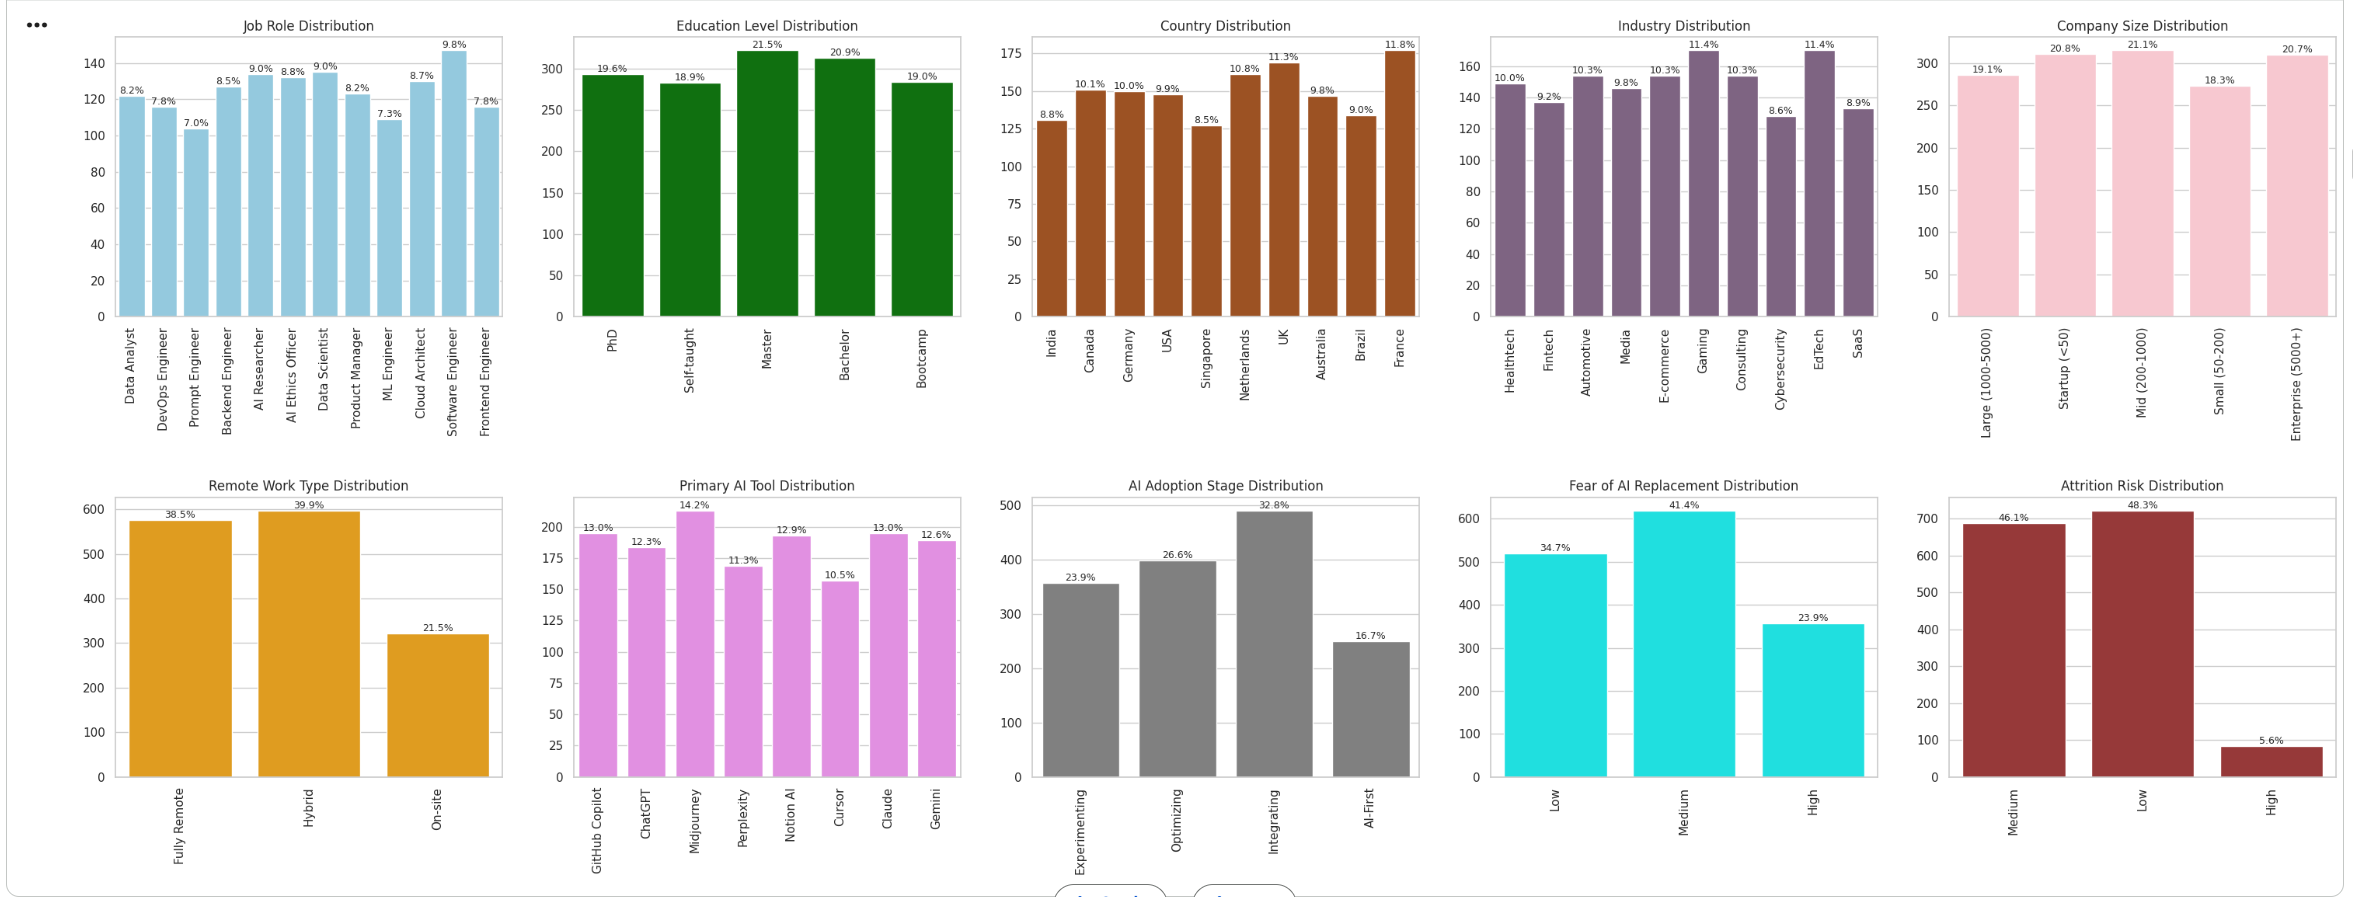 •••
Job Role Distribution
140
120
100
80
60
40
20
0
8.2%
7.8%
7.0%
8.5%
9.0%
8.8%
9.0%
8.2%
7.3%
8.7%
9.8%
7.8%
Data Analyst
DevOps Engineer
Prompt Engineer
Backend Engineer
AI Researcher
AI Ethics Officer
Data Scientist
Product Manager
ML Engineer
Cloud Architect
Software Engineer
Frontend Engineer
Education Level Distribution
300
250
200
150
100
50
0
19.6%
18.9%
21.5%
20.9%
19.0%
PhD
Self-taught
Master
Bachelor
Bootcamp
Country Distribution
175
150
125
100
75
50
25
0
8.8%
10.1%
10.0%
9.9%
8.5%
10.8%
11.3%
9.8%
9.0%
11.8%
India
Canada
Germany
USA
Singapore
Netherlands
UK
Australia
Brazil
France
Industry Distribution
160
140
120
100
80
60
40
20
0
10.0%
9.2%
10.3%
9.8%
10.3%
11.4%
10.3%
8.6%
11.4%
8.9%
Healthtech
Fintech
Automotive
Media
E-commerce
Gaming
Consulting
Cybersecurity
EdTech
SaaS
Company Size Distribution
300
250
200
150
100
50
0
19.1%
20.8%
21.1%
18.3%
20.7%
Large (1000-5000)
Startup (<50)
Mid (200-1000)
Small (50-200)
Enterprise (5000+)
Remote Work Type Distribution
600
500
400
300
200
100
0
38.5%
39.9%
21.5%
Fully Remote
Hybrid
On-site
Primary AI Tool Distribution
200
175
150
125
100
75
50
25
0
13.0%
12.3%
14.2%
11.3%
12.9%
10.5%
13.0%
12.6%
GitHub Copilot
ChatGPT
Midjourney
Perplexity
Notion AI
Cursor
Claude
Gemini
AI Adoption Stage Distribution
500
400
300
200
100
0
23.9%
26.6%
32.8%
16.7%
Experimenting
Optimizing
Integrating
AI-First
Fear of AI Replacement Distribution
600
500
400
300
200
100
0
34.7%
41.4%
23.9%
Low
Medium
High
Attrition Risk Distribution
700
600
500
400
300
200
100
0
46.1%
48.3%
5.6%
Medium
Low
High